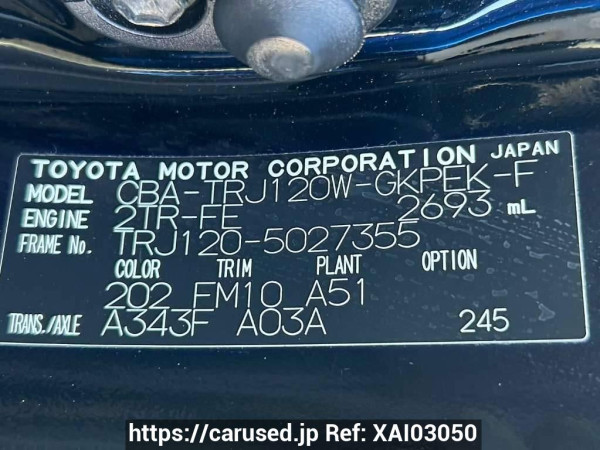 TOYOTA MOTOR CORPORATION JAPAN
MODEL CBA-TRJ120W-GKPEK-F
ENGINE 2TR-FE 2693 mL
FRAME No. TRJ120-5027355
COLOR TRIM PLANT OPTION
202 FM10 A51
TRANS./AXLE A343F A03A 245
https://carused.jp Ref: XAI03050